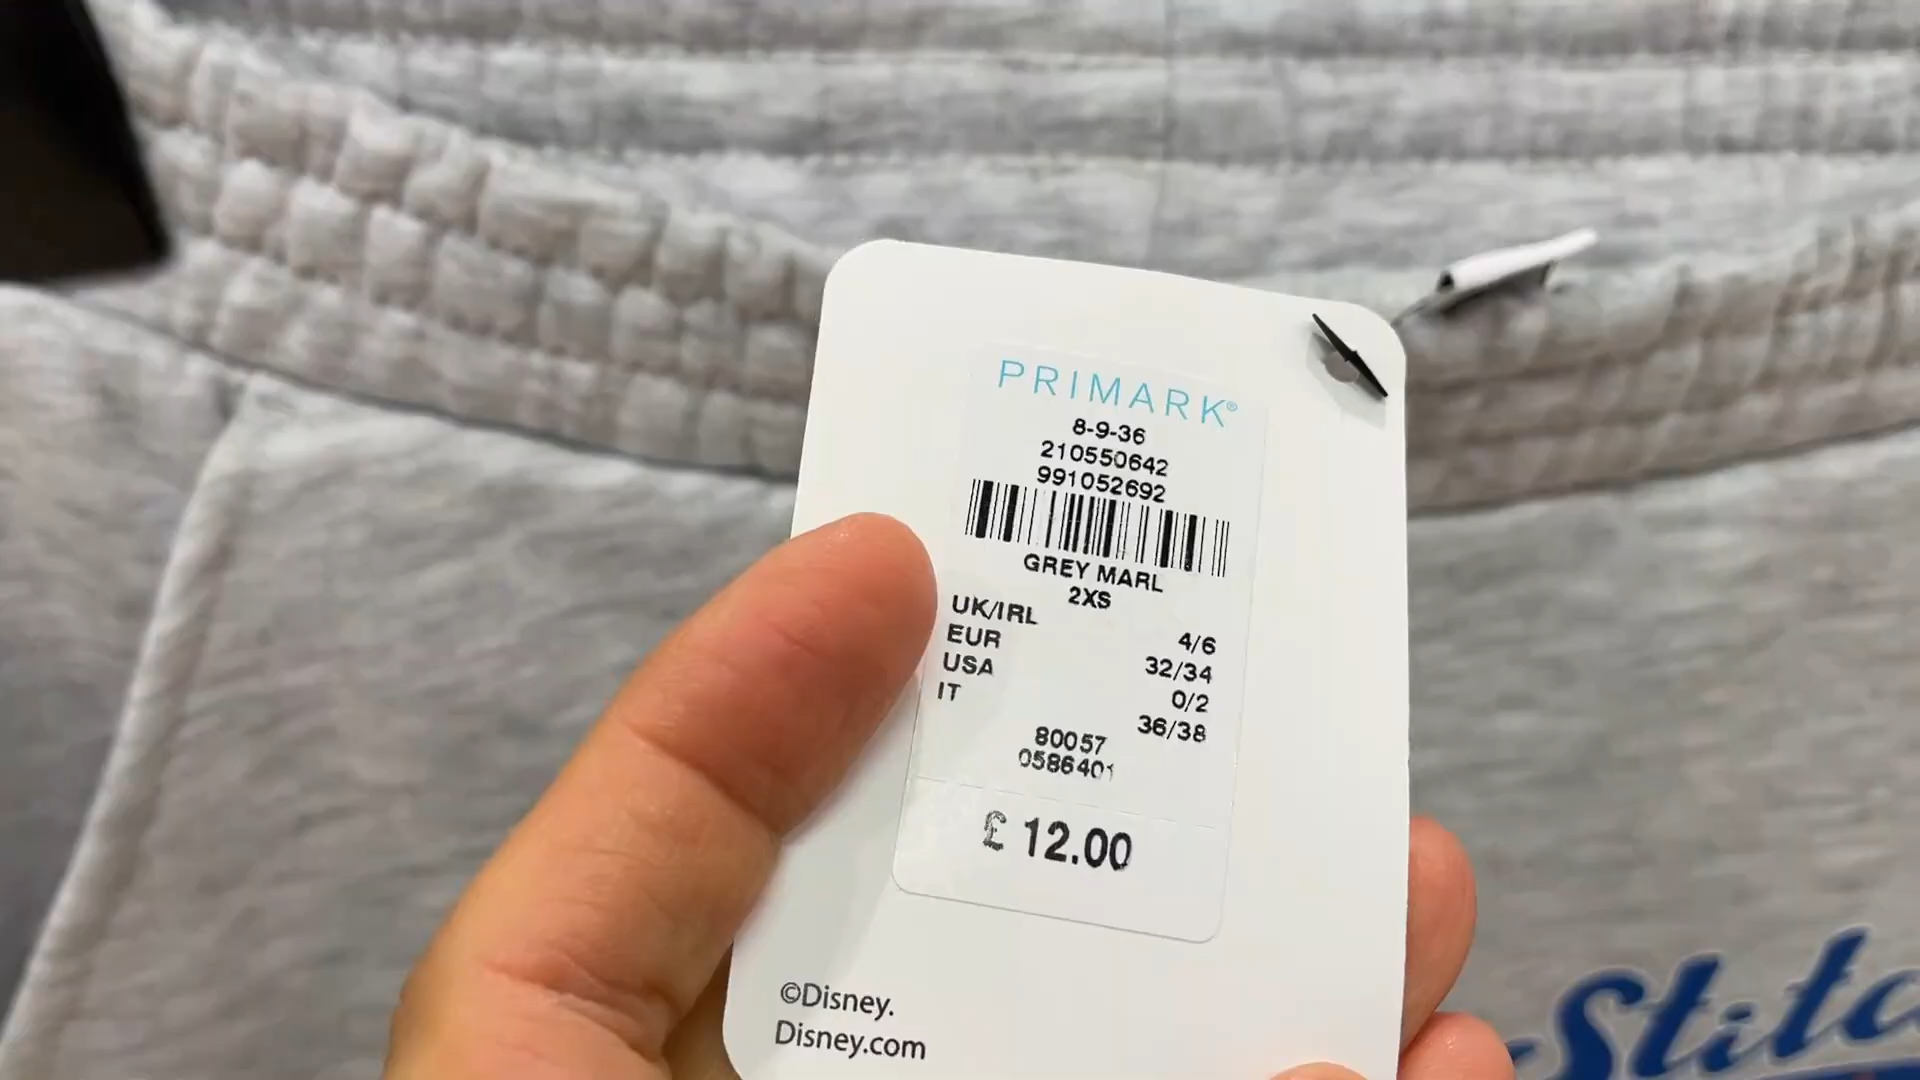 PRIMARK®
8-9-36
210550642
991052692
GREY MARL
2XS
UK/IRL 4/6
EUR 32/34
USA 0/2
IT 36/38
80057
0586401
£ 12.00
©Disney.
Disney.com